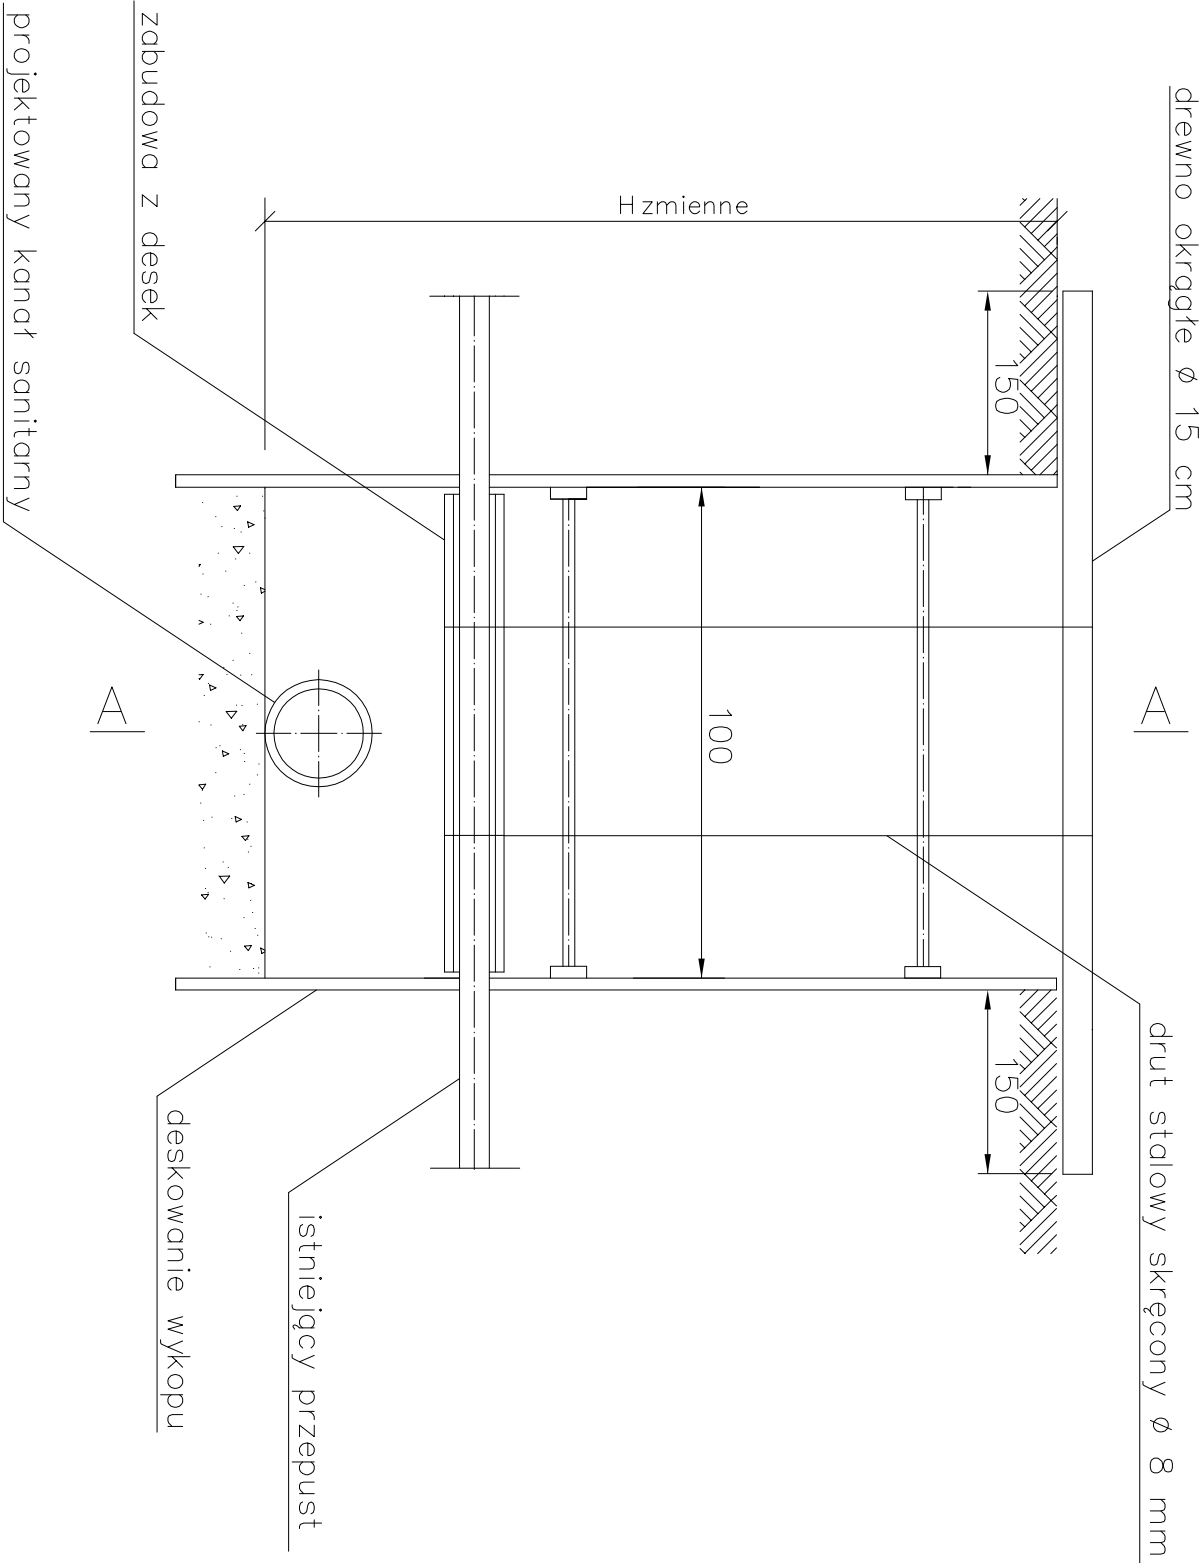 drewno okrągłe ø 15 cm
drut stalowy skręcony ø 8 mm
150
150
A
A
100
H zmienne
istniejący przepust
deskowanie wykopu
zabudowa z desek
projektowany kanał sanitarny